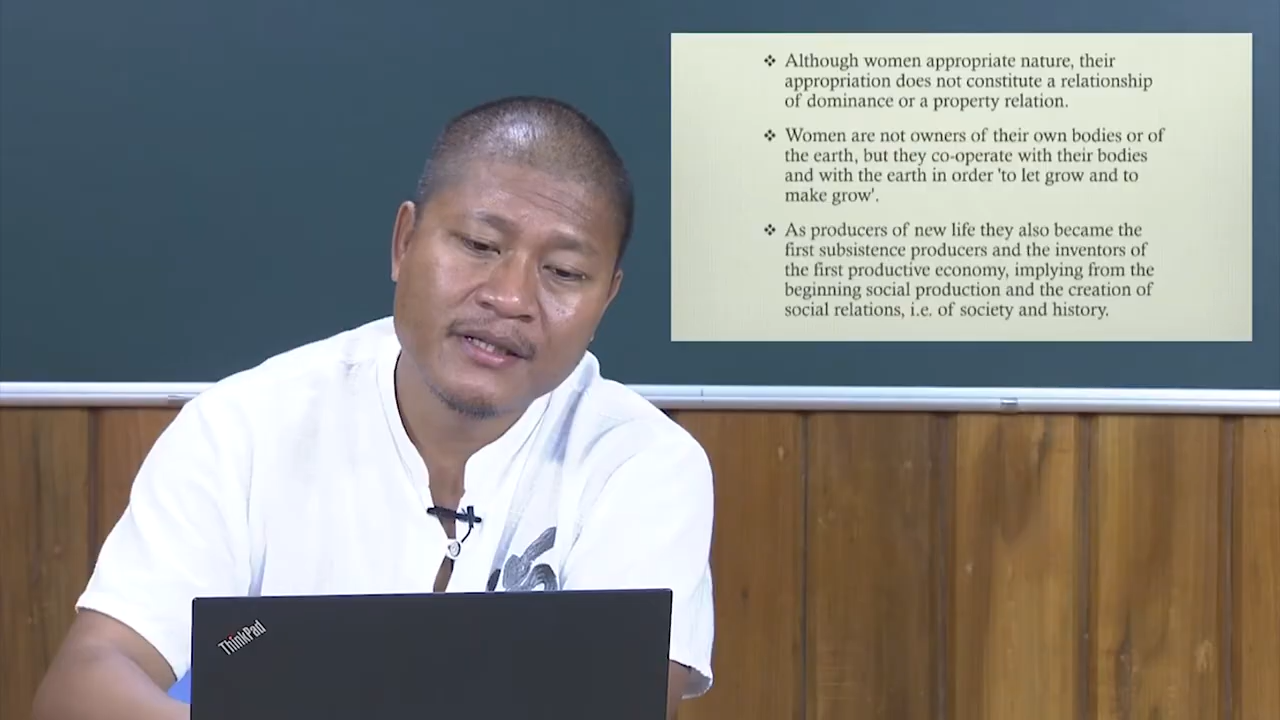 ❖ Although women appropriate nature, their
appropriation does not constitute a relationship
of dominance or a property relation.
❖ Women are not owners of their own bodies or of
the earth, but they co-operate with their bodies
and with the earth in order 'to let grow and to
make grow'.
❖ As producers of new life they also became the
first subsistence producers and the inventors of
the first productive economy, implying from the
beginning social production and the creation of
social relations, i.e. of society and history.
ThinkPad